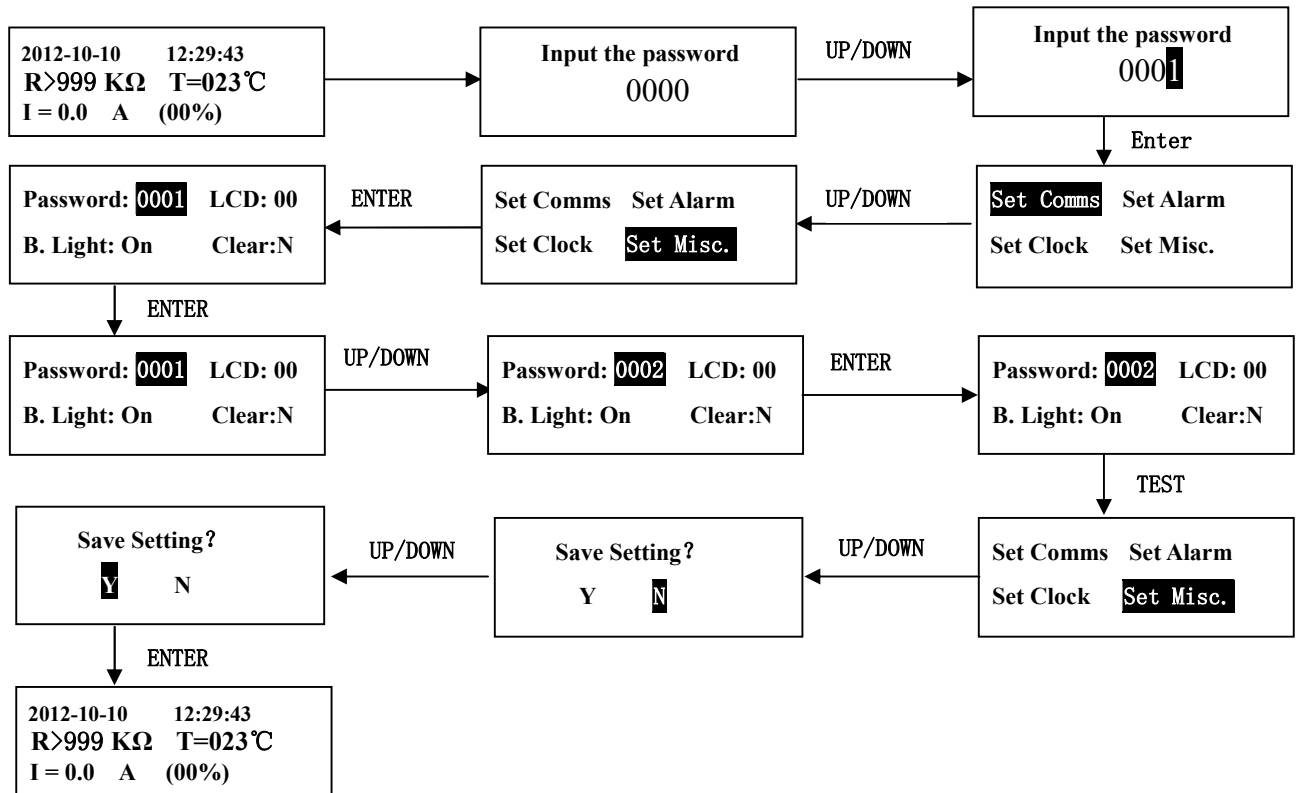 2012-10-10 12:29:43
R>999 KΩ T=023℃
I = 0.0 A (00%)
Input the password
0000
UP/DOWN
Input the password
0001
Enter
Set Comms Set Alarm
Set Clock Set Misc.
UP/DOWN
Set Comms Set Alarm
Set Clock Set Misc.
ENTER
Password: 0001 LCD: 00
B. Light: On Clear:N
ENTER
Password: 0001 LCD: 00
B. Light: On Clear:N
UP/DOWN
Password: 0002 LCD: 00
B. Light: On Clear:N
ENTER
Password: 0002 LCD: 00
B. Light: On Clear:N
TEST
Set Comms Set Alarm
Set Clock Set Misc.
UP/DOWN
Save Setting？
Y N
UP/DOWN
Save Setting？
Y N
ENTER
2012-10-10 12:29:43
R>999 KΩ T=023℃
I = 0.0 A (00%)